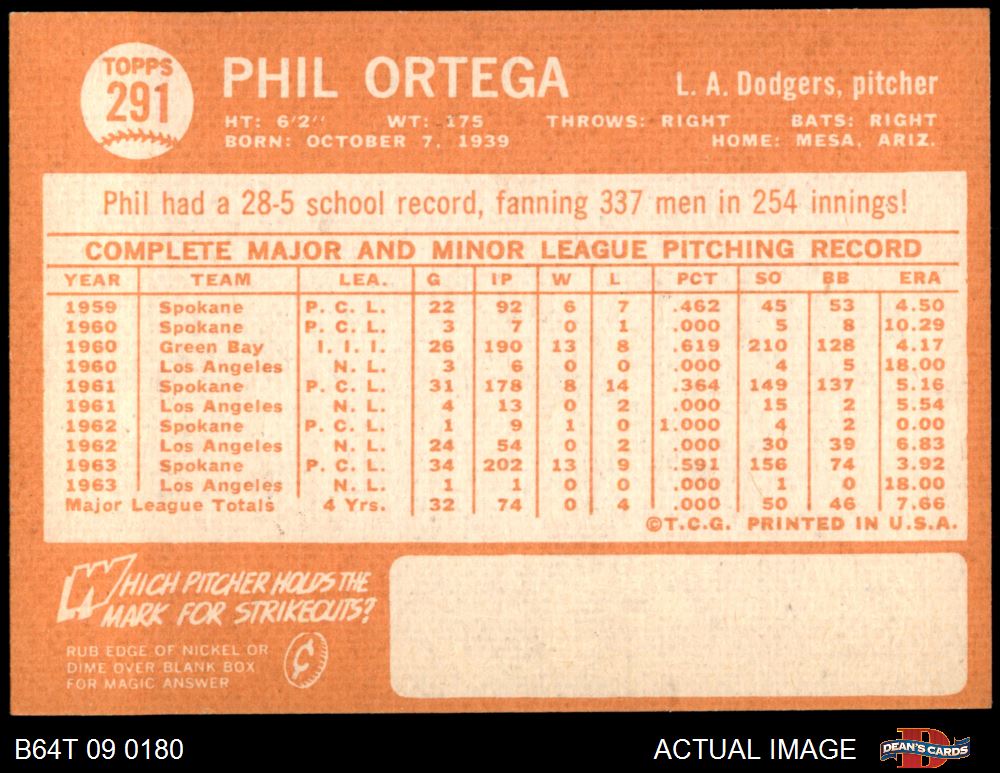 TOPPS
291
PHIL ORTEGA
L. A. Dodgers, pitcher
HT: 6'2" WT: 175 THROWS: RIGHT BATS: RIGHT
BORN: OCTOBER 7, 1939 HOME: MESA, ARIZ.
Phil had a 28-5 school record, fanning 337 men in 254 innings!
COMPLETE MAJOR AND MINOR LEAGUE PITCHING RECORD
YEAR TEAM LEA. G IP W L PCT SO BB ERA
1959 Spokane P. C. L. 22 92 6 7 .462 45 53 4.50
1960 Spokane P. C. L. 3 7 0 1 .000 5 8 10.29
1960 Green Bay I. I. I. 26 190 13 8 .619 210 128 4.17
1960 Los Angeles N. L. 3 6 0 0 .000 4 5 18.00
1961 Spokane P. C. L. 31 178 8 14 .364 149 137 5.16
1961 Los Angeles N. L. 4 13 0 2 .000 15 2 5.54
1962 Spokane P. C. L. 1 9 1 0 1.000 4 2 0.00
1962 Los Angeles N. L. 24 54 0 2 .000 30 39 6.83
1963 Spokane P. C. L. 34 202 13 9 .591 156 74 3.92
1963 Los Angeles N. L. 1 1 0 0 .000 1 0 18.00
Major League Totals 4 Yrs. 32 74 0 4 .000 50 46 7.66
©T.C.G. PRINTED IN U.S.A.
WHICH PITCHER HOLDS THE
MARK FOR STRIKEOUTS?
RUB EDGE OF NICKEL OR
DIME OVER BLANK BOX
FOR MAGIC ANSWER
¢
B64T 09 0180
ACTUAL IMAGE
DEAN'S CARDS